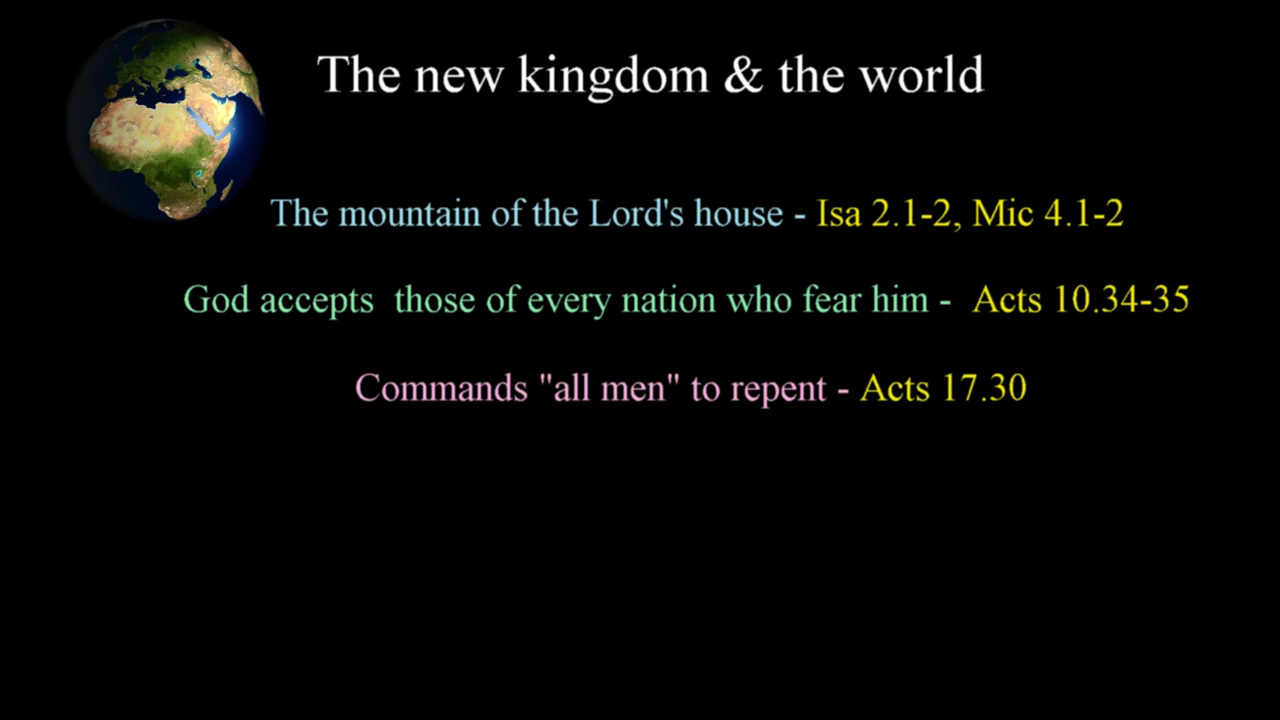 The new kingdom & the world
The mountain of the Lord's house - Isa 2.1-2, Mic 4.1-2
God accepts  those of every nation who fear him -  Acts 10.34-35
Commands "all men" to repent - Acts 17.30